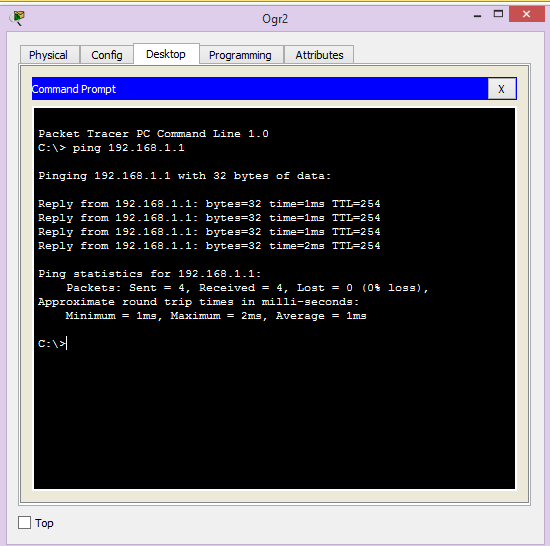 Ogr2
Physical Config Desktop Programming Attributes
Command Prompt X
Packet Tracer PC Command Line 1.0
C:\> ping 192.168.1.1
Pinging 192.168.1.1 with 32 bytes of data:
Reply from 192.168.1.1: bytes=32 time=1ms TTL=254
Reply from 192.168.1.1: bytes=32 time=1ms TTL=254
Reply from 192.168.1.1: bytes=32 time=1ms TTL=254
Reply from 192.168.1.1: bytes=32 time=2ms TTL=254
Ping statistics for 192.168.1.1:
Packets: Sent = 4, Received = 4, Lost = 0 (0% loss),
Approximate round trip times in milli-seconds:
Minimum = 1ms, Maximum = 2ms, Average = 1ms
C:\>
Top